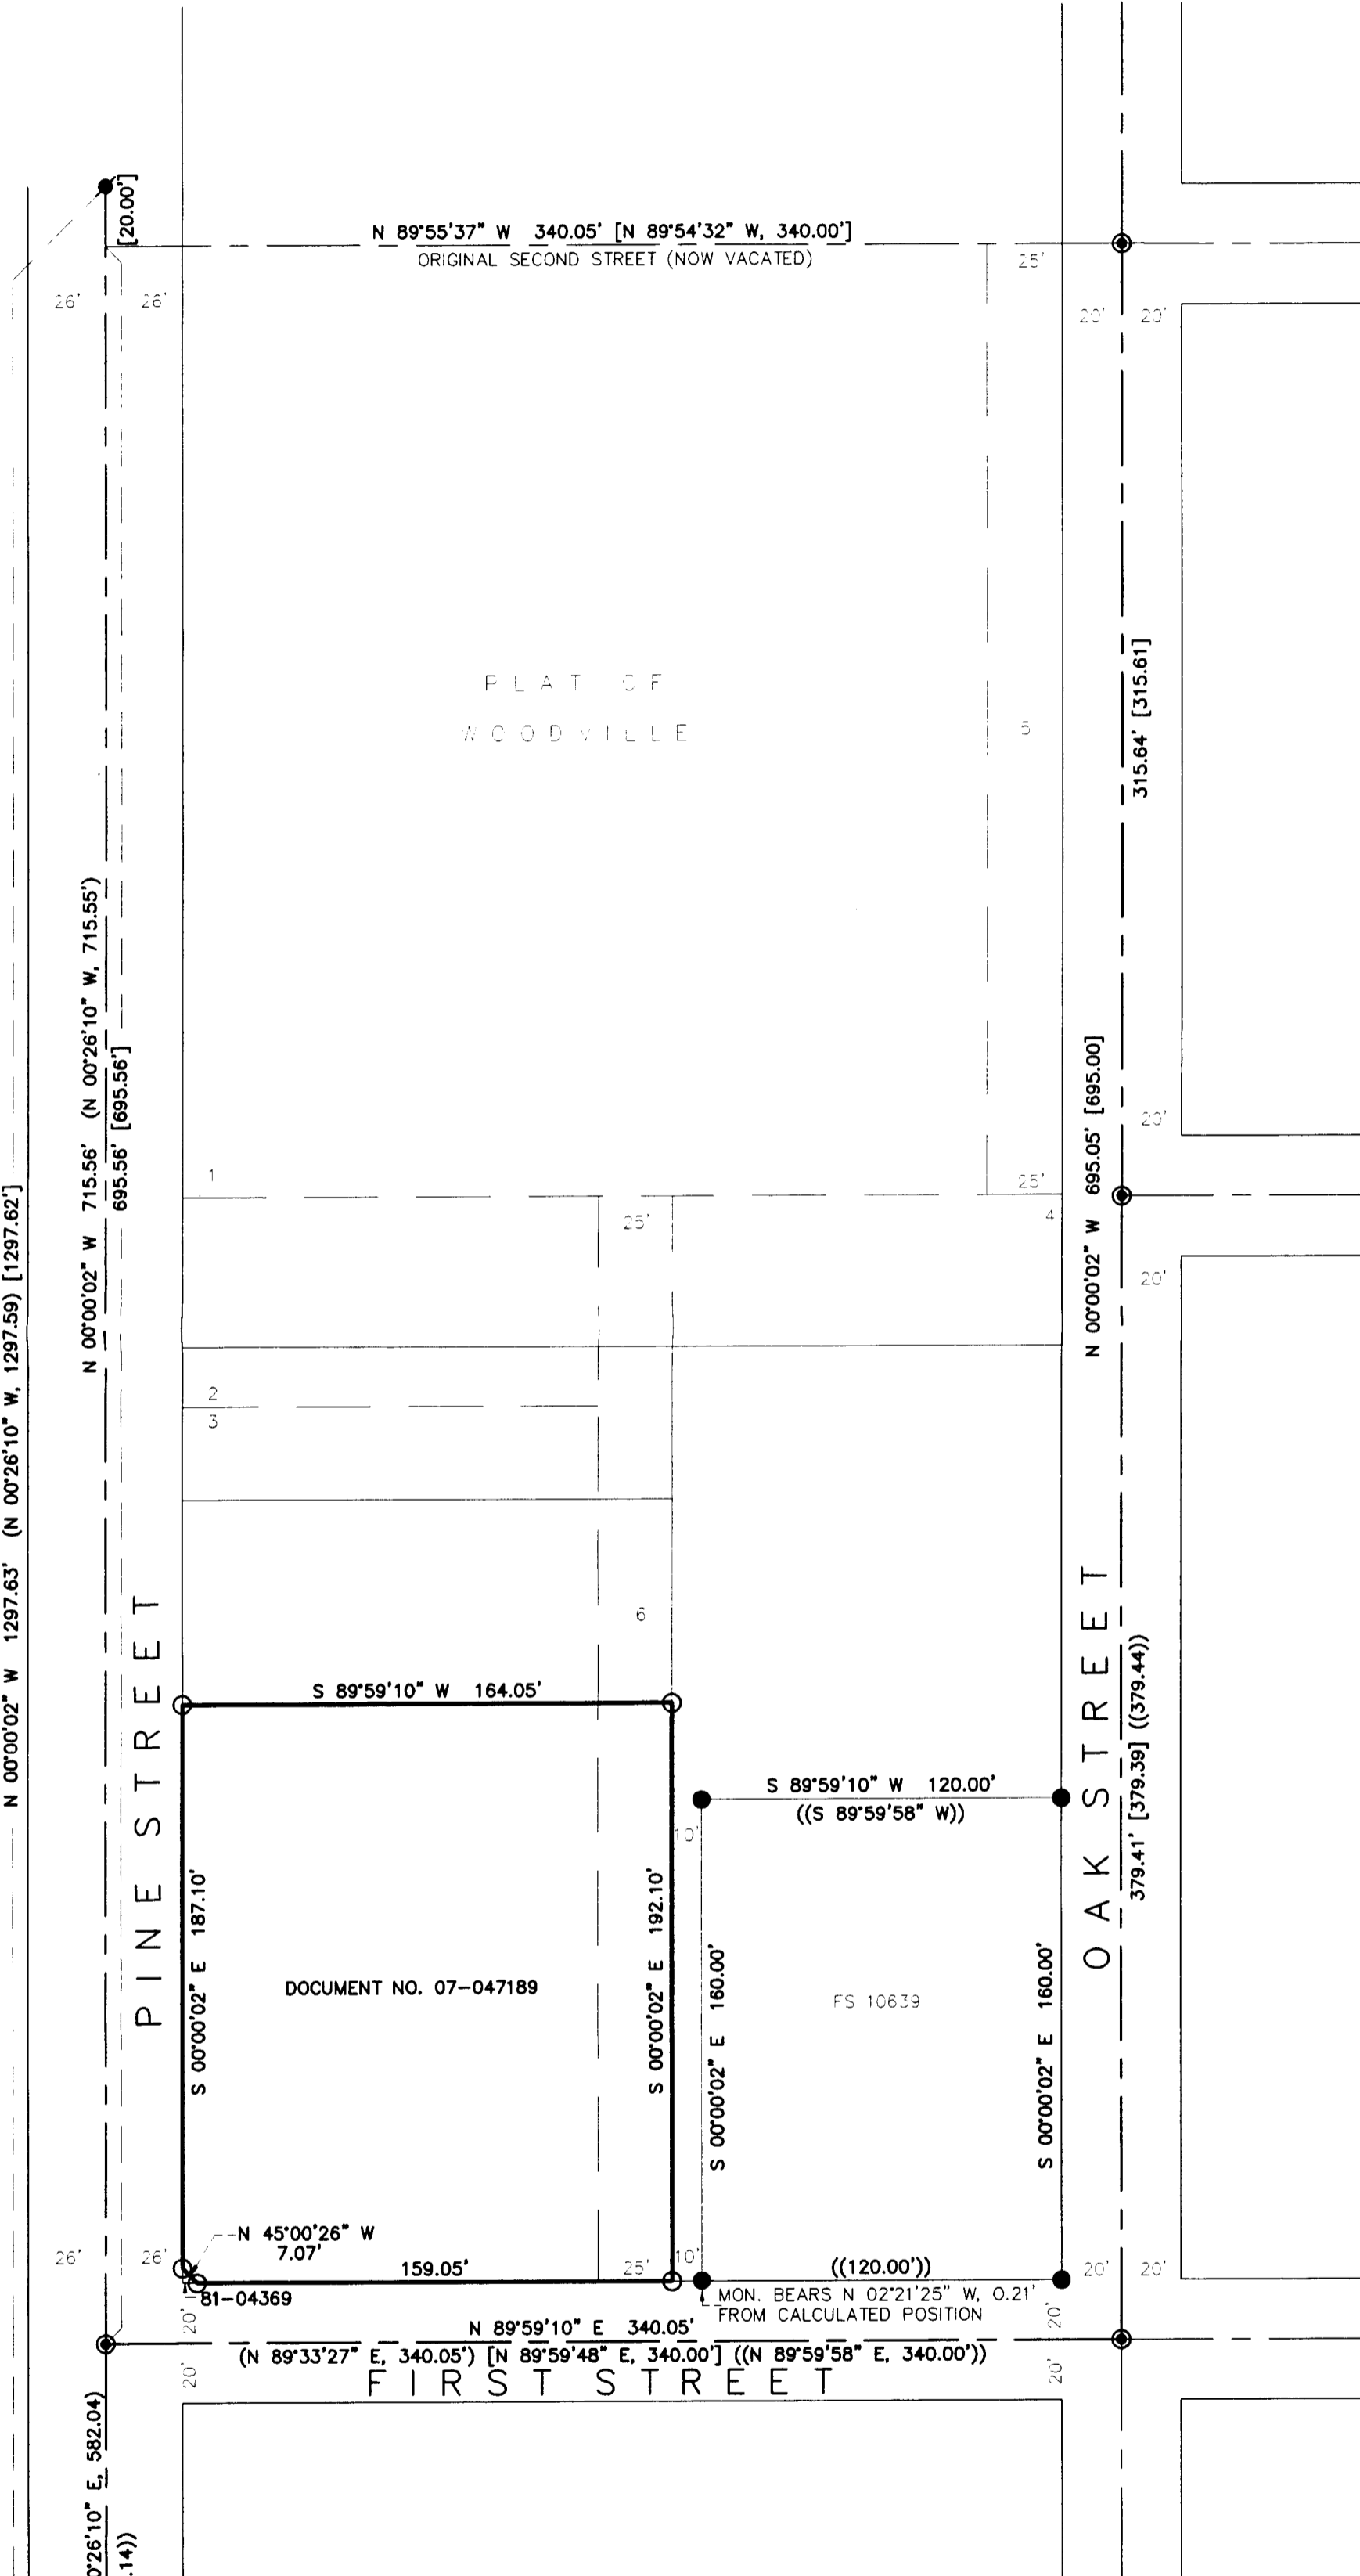 [20.00']
N 89°55'37" W 340.05' [N 89°54'32" W, 340.00']
ORIGINAL SECOND STREET (NOW VACATED)
25'
26'
26'
20'
20'
PLAT OF
WOODVILLE
5
315.64' [315.61]
N 00°00'02" W 715.56' (N 00°26'10" W, 715.55')
695.56' [695.56']
N 00°00'02" W 695.05' [695.00]
N 00°00'02" W 1297.63' (N 00°26'10" W, 1297.59) [1297.62']
20'
1
25'
25'
4
20'
2
3
6
PINE STREET
OAK STREET
379.41' [379.39] ((379.44))
S 89°59'10" W 164.05'
S 89°59'10" W 120.00'
((S 89°59'58" W))
10'
S 00°00'02" E 187.10'
S 00°00'02" E 192.10'
S 00°00'02" E 160.00'
S 00°00'02" E 160.00'
DOCUMENT NO. 07-047189
FS 10639
N 45°00'26" W
7.07'
26'
26'
159.05'
25'
10'
((120.00'))
20'
20'
81-04369
MON. BEARS N 02°21'25" W, 0.21'
FROM CALCULATED POSITION
20'
20'
N 89°59'10" E 340.05'
(N 89°33'27" E, 340.05') [N 89°59'48" E, 340.00'] ((N 89°59'58" E, 340.00'))
FIRST STREET
20'
20'
0°26'10" E, 582.04)
.14))